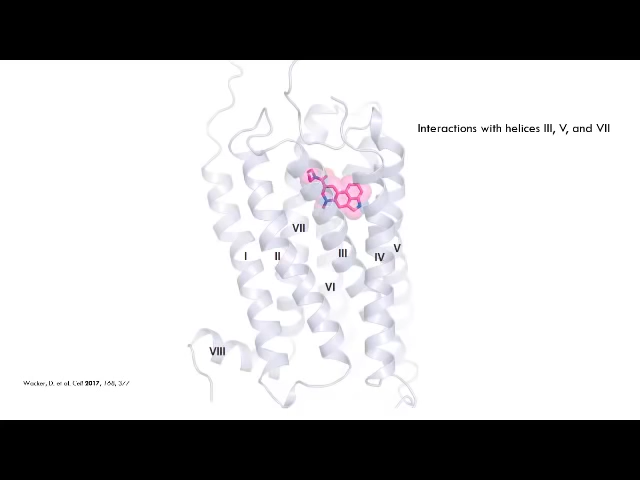 Interactions with helices III, V, and VII
VII
I
II
III
IV
V
VI
VIII
Wacker, D. et al. Cell 2017, 168, 377